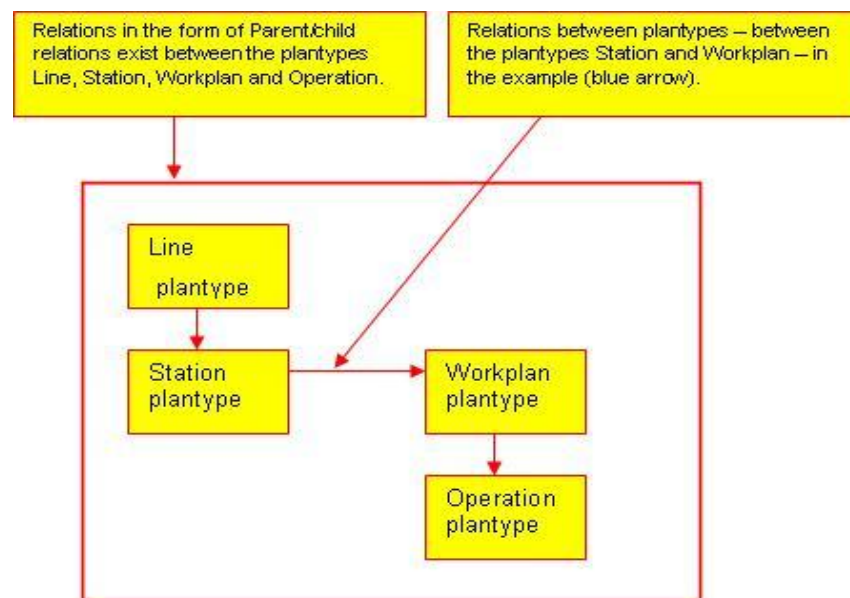 Relations in the form of Parent/child
relations exist between the plantypes
Line, Station, Workplan and Operation.
Relations between plantypes – between
the plantypes Station and Workplan – in
the example (blue arrow).
Line
plantype
Station
plantype
Workplan
plantype
Operation
plantype